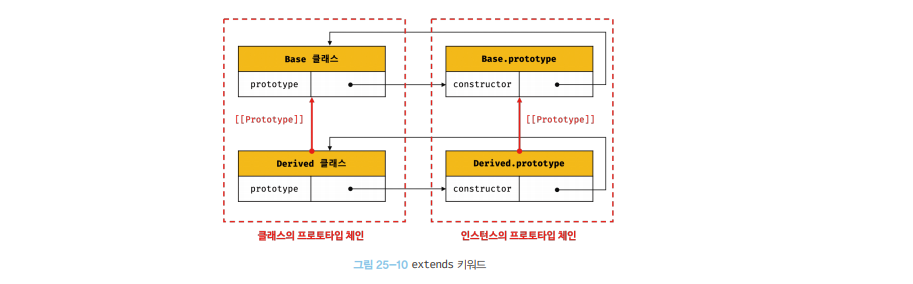 Base 클래스
Base.prototype
prototype
constructor
[[Prototype]]
[[Prototype]]
Derived 클래스
Derived.prototype
prototype
constructor
클래스의 프로토타입 체인
인스턴스의 프로토타입 체인
그림 25-10 extends 키워드